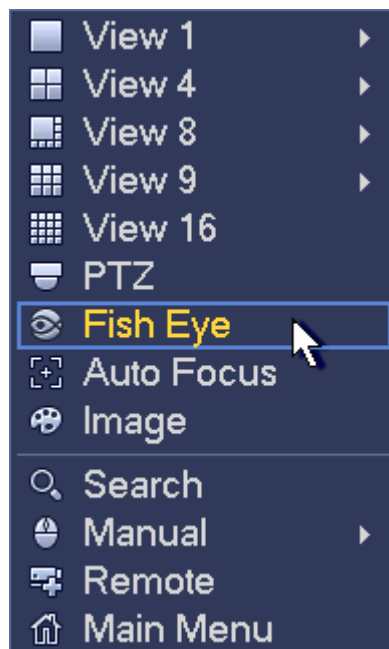 View 1
View 4
View 8
View 9
View 16
PTZ
Fish Eye
Auto Focus
Image
Search
Manual
Remote
Main Menu